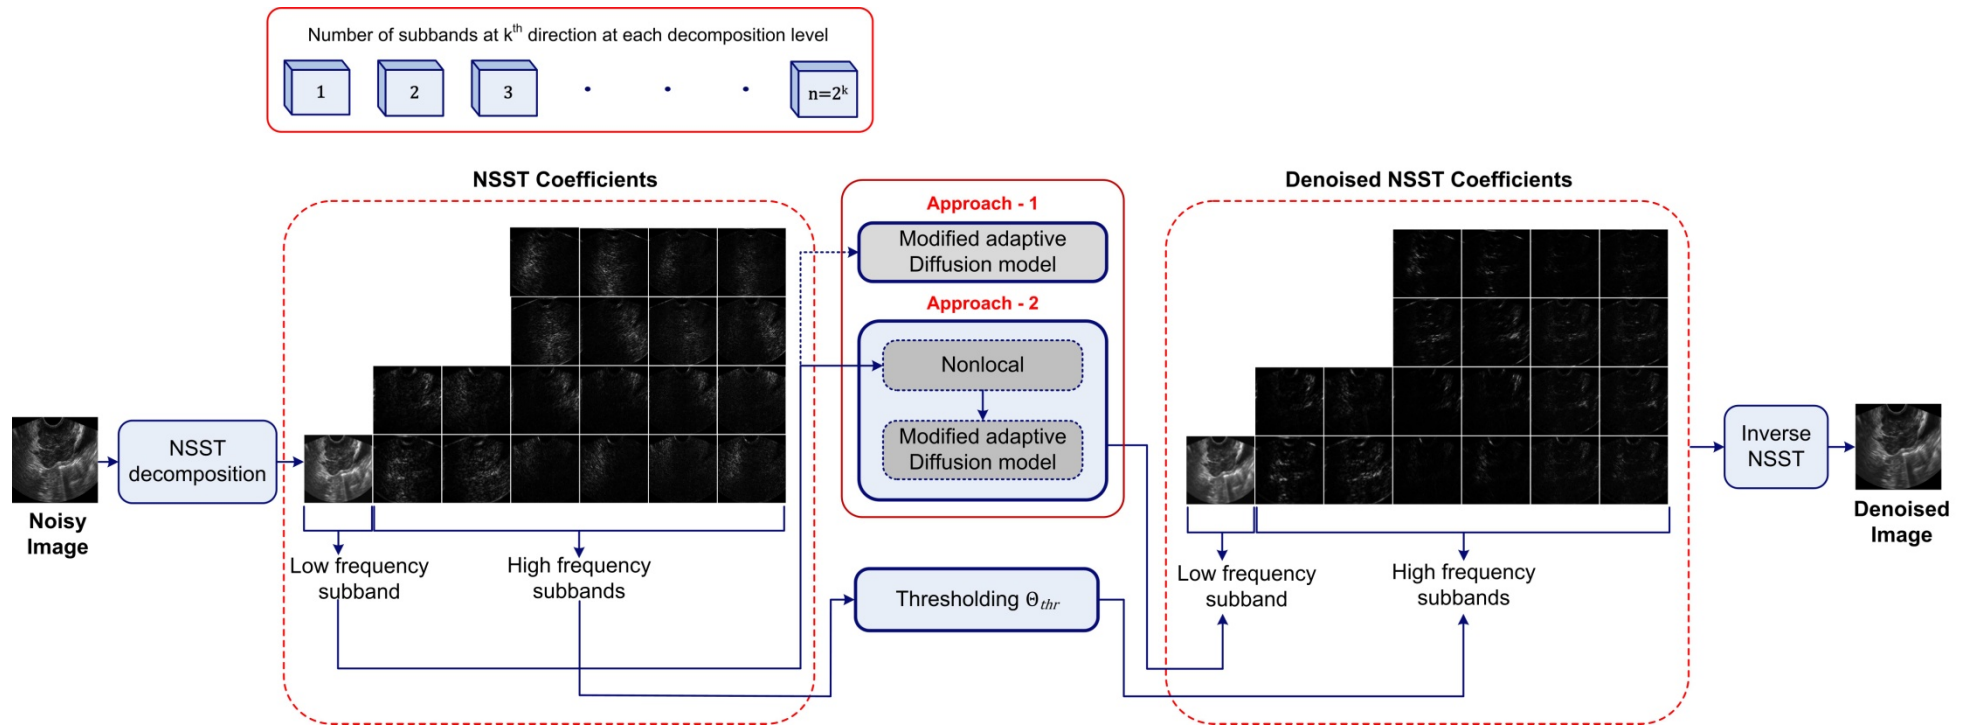 Number of subbands at kth direction at each decomposition level
1
2
3
n=2k
NSST Coefficients
Approach - 1
Modified adaptive
Diffusion model
Approach - 2
Nonlocal
Modified adaptive
Diffusion model
Denoised NSST Coefficients
Noisy
Image
NSST
decomposition
Low frequency
subband
High frequency
subbands
Thresholding Θthr
Low frequency
subband
High frequency
subbands
Inverse
NSST
Denoised
Image